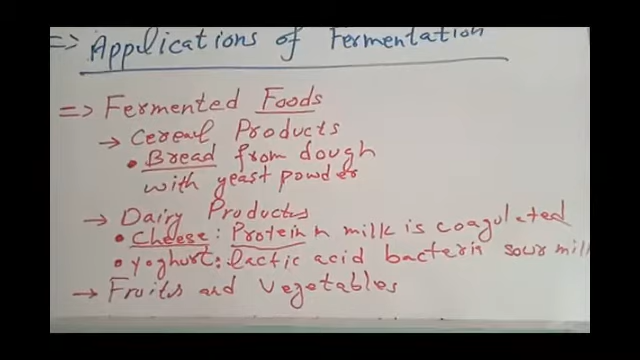 => Applications of Fermentation
=> Fermented Foods
→ Cereal Products
• Bread from dough
with yeast powder
→ Dairy Products
• Cheese: Protein n milk is coagulated
• Yoghurt: Lactic acid bacteria sour milk
→ Fruits and Vegetables